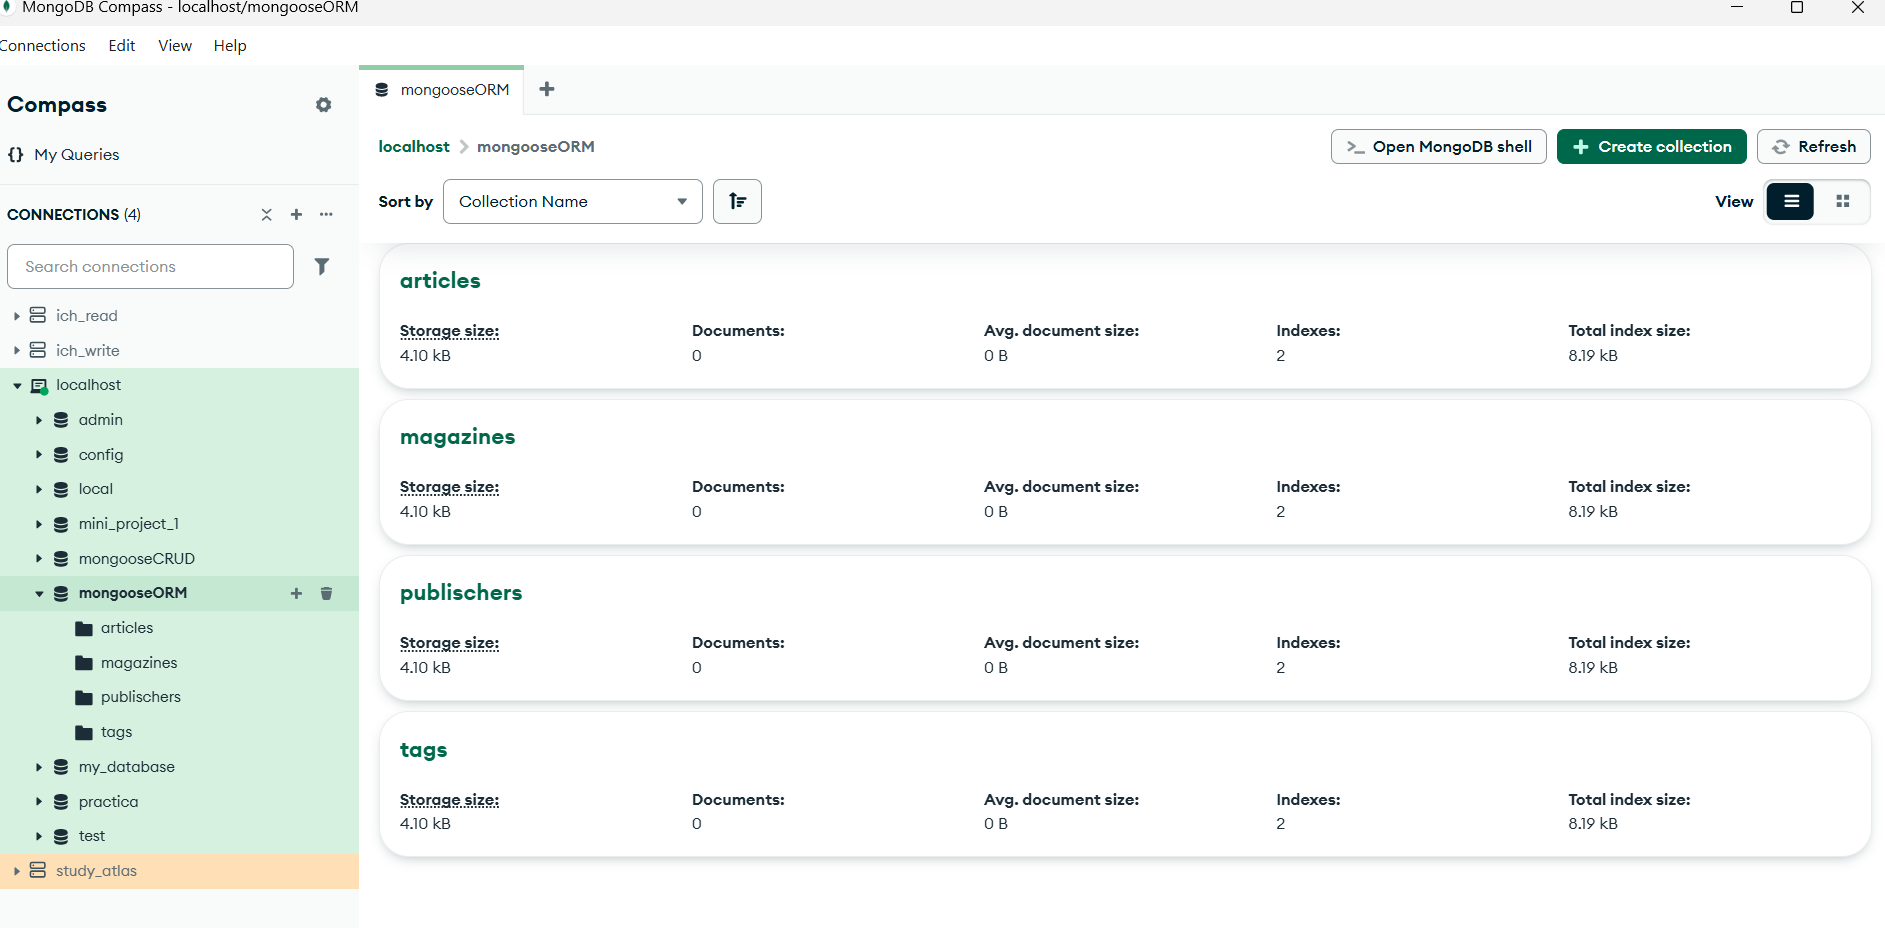 MongoDB Compass - localhost/mongooseORM
Connections Edit View Help
Compass
My Queries
CONNECTIONS (4)
Search connections
ich_read
ich_write
localhost
admin
config
local
mini_project_1
mongooseCRUD
mongooseORM
articles
magazines
publischers
tags
my_database
practica
test
study_atlas
mongooseORM
localhost > mongooseORM
>_ Open MongoDB shell
+ Create collection
Refresh
Sort by Collection Name
View
articles
Storage size: Documents: Avg. document size: Indexes: Total index size:
4.10 kB 0 0 B 2 8.19 kB
magazines
Storage size: Documents: Avg. document size: Indexes: Total index size:
4.10 kB 0 0 B 2 8.19 kB
publischers
Storage size: Documents: Avg. document size: Indexes: Total index size:
4.10 kB 0 0 B 2 8.19 kB
tags
Storage size: Documents: Avg. document size: Indexes: Total index size:
4.10 kB 0 0 B 2 8.19 kB